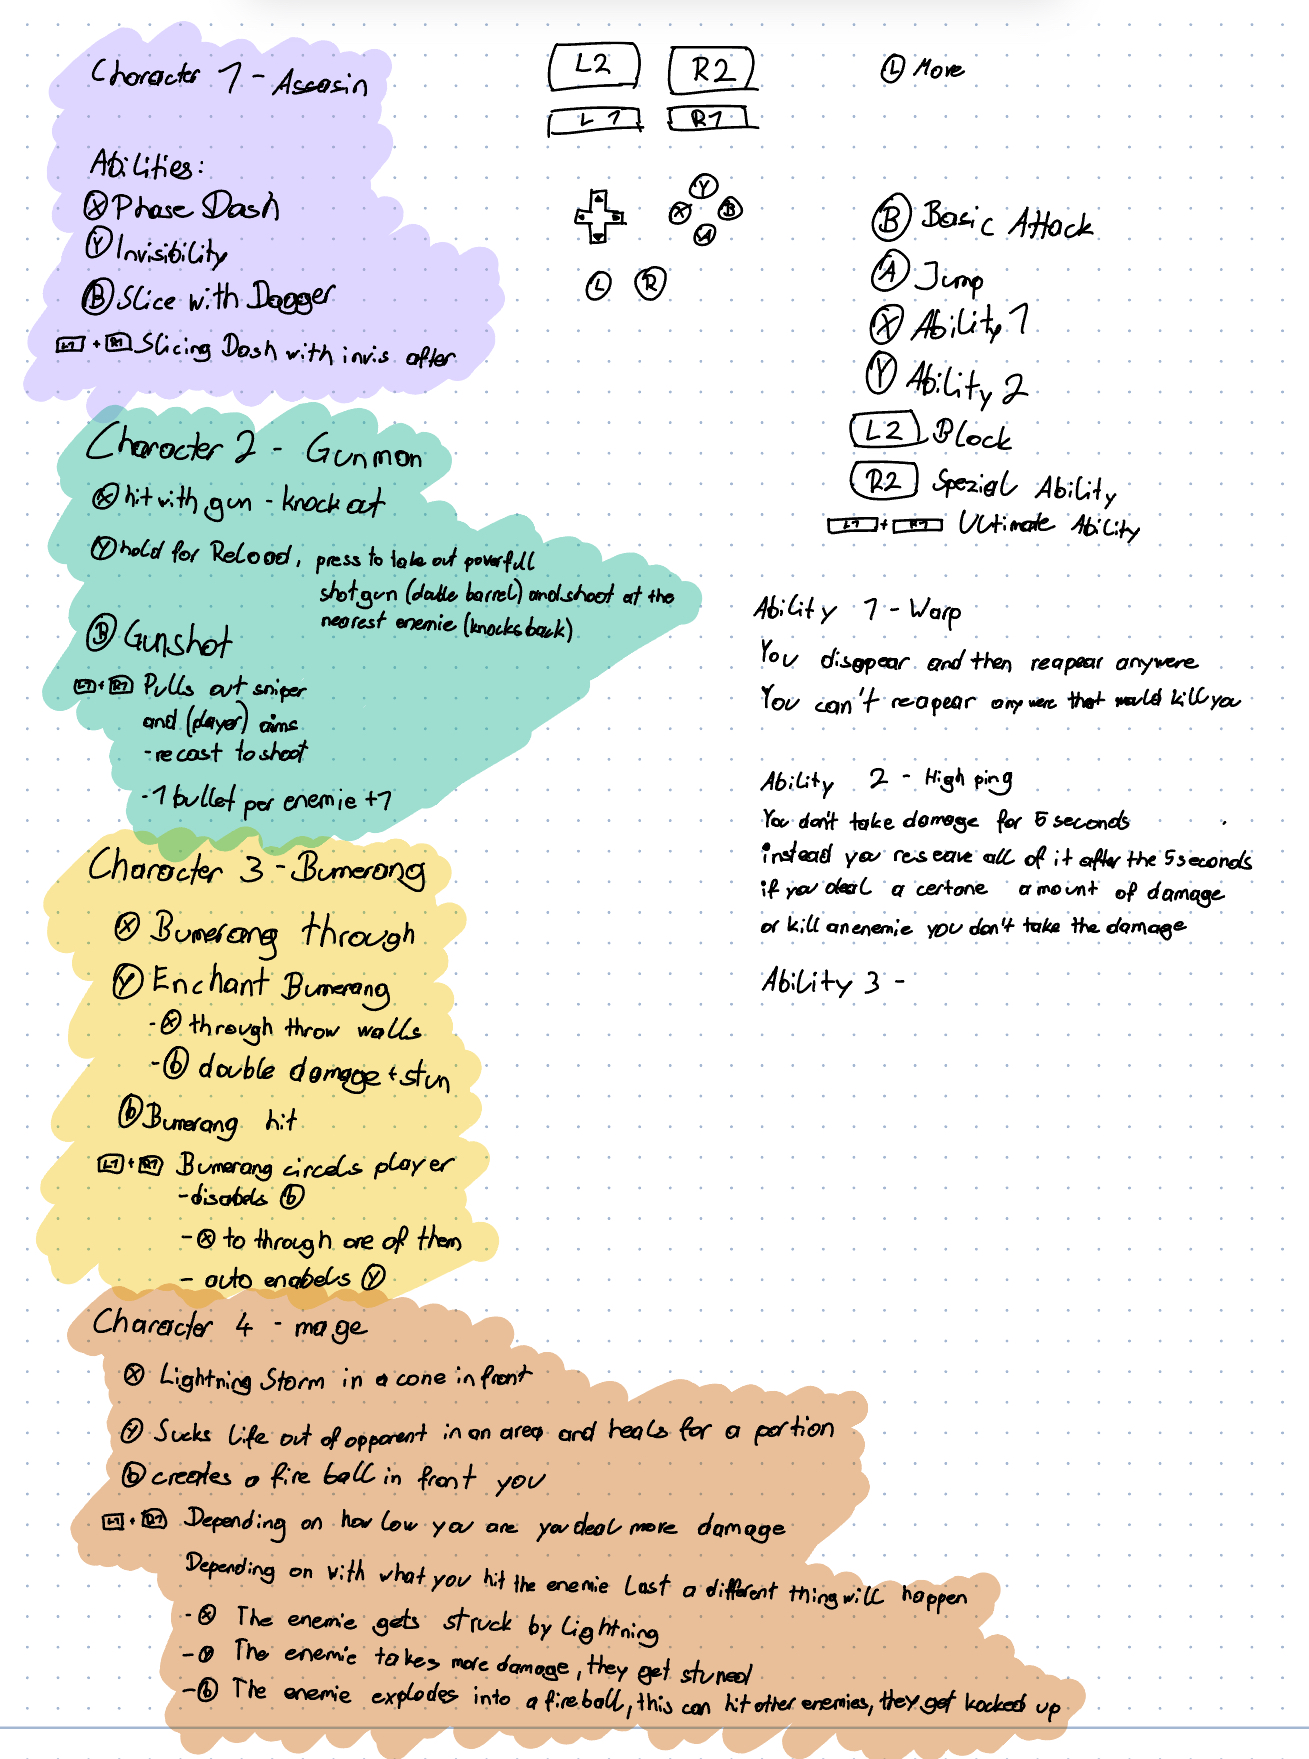 Character 1 - Assasin
Abilities:
X Phase Dash
Y Invisibility
B Slice with Dagger
L1 + R1 Slicing Dash with invis after
Character 2 - Gunman
X hit with gun - knock out
Y hold for Reload, press to take out powerfull
shotgun (double barrel) and shoot at the
nearest enemie (knocks back)
B Gunshot
L1 + R1 Pulls out sniper
and (player) aims
- recast to shoot
- 1 bullet per enemie +1
Character 3 - Bumerang
X Bumerang through
Y Enchant Bumerang
- X through throw walls
- b double damage + stun
b Bumerang hit
L1 + R1 Bumerang circels player
- disabels b
- X to through one of them
- auto enabels Y
Character 4 - mage
X Lightning Storm in a cone in front
Y Sucks life out of opparent in an area and heals for a portion
b creates a fire ball in front you
L1 + R1 Depending on how low you are you deal more damage
Depending on with what you hit the enemie last a different thing will happen
- X The enemie gets struck by lightning
- Y The enemie takes more damage, they get stuned
- b The enemie explodes into a fireball, this can hit other enemies, they get kocked up
L2 R2
L1 R1
Y
X B
A
L R
L Move
B Basic Attack
A Jump
X Ability 1
Y Ability 2
L2 Block
R2 Spezial Ability
L1 + R1 Ultimate Ability
Ability 1 - Warp
You disapear and then reapear anywere
You can't reapear anywere that would kill you
Ability 2 - High ping
You don't take damage for 5 seconds
instead you reseave all of it after the 5 seconds
if you deal a certane amount of damage
or kill an enemie you don't take the damage
Ability 3 -